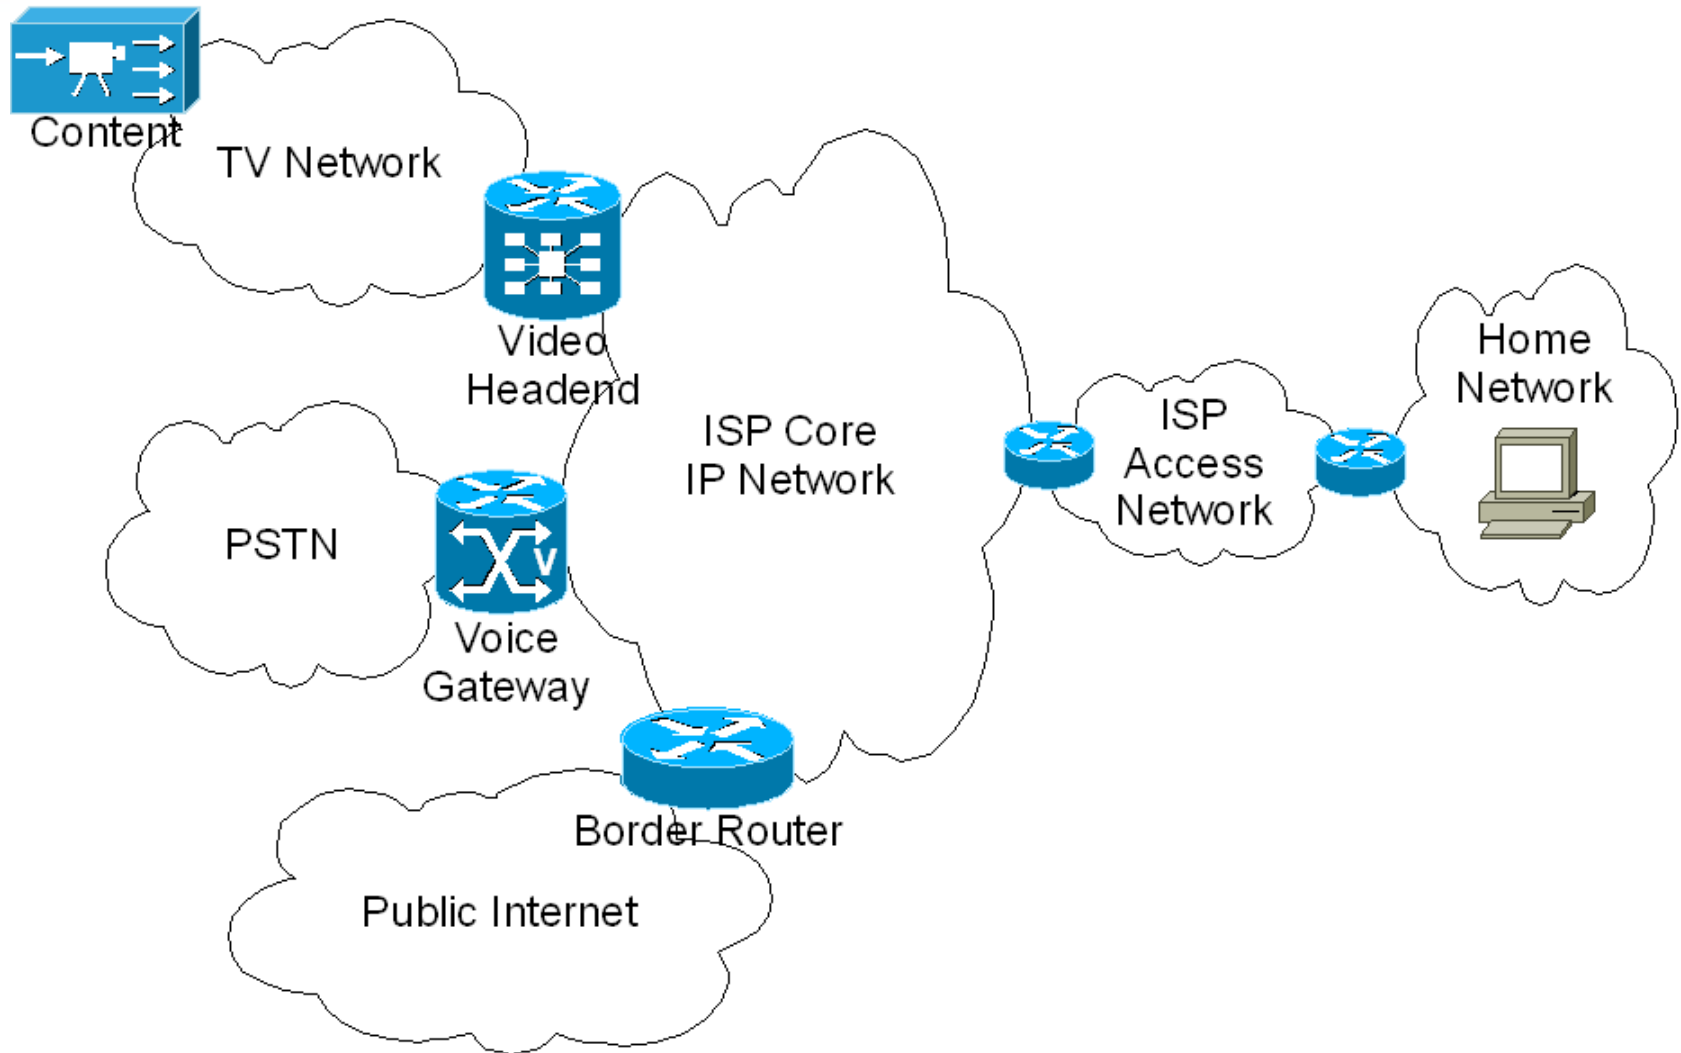 Content
TV Network
Video
Headend
ISP Core
IP Network
Home
Network
ISP
Access
Network
PSTN
V
Voice
Gateway
Border Router
Public Internet